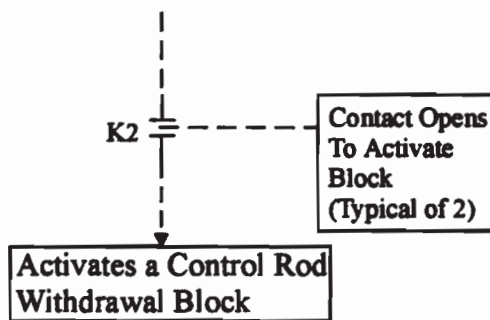 K2
Contact Opens
To Activate
Block
(Typical of 2)
Activates a Control Rod
Withdrawal Block